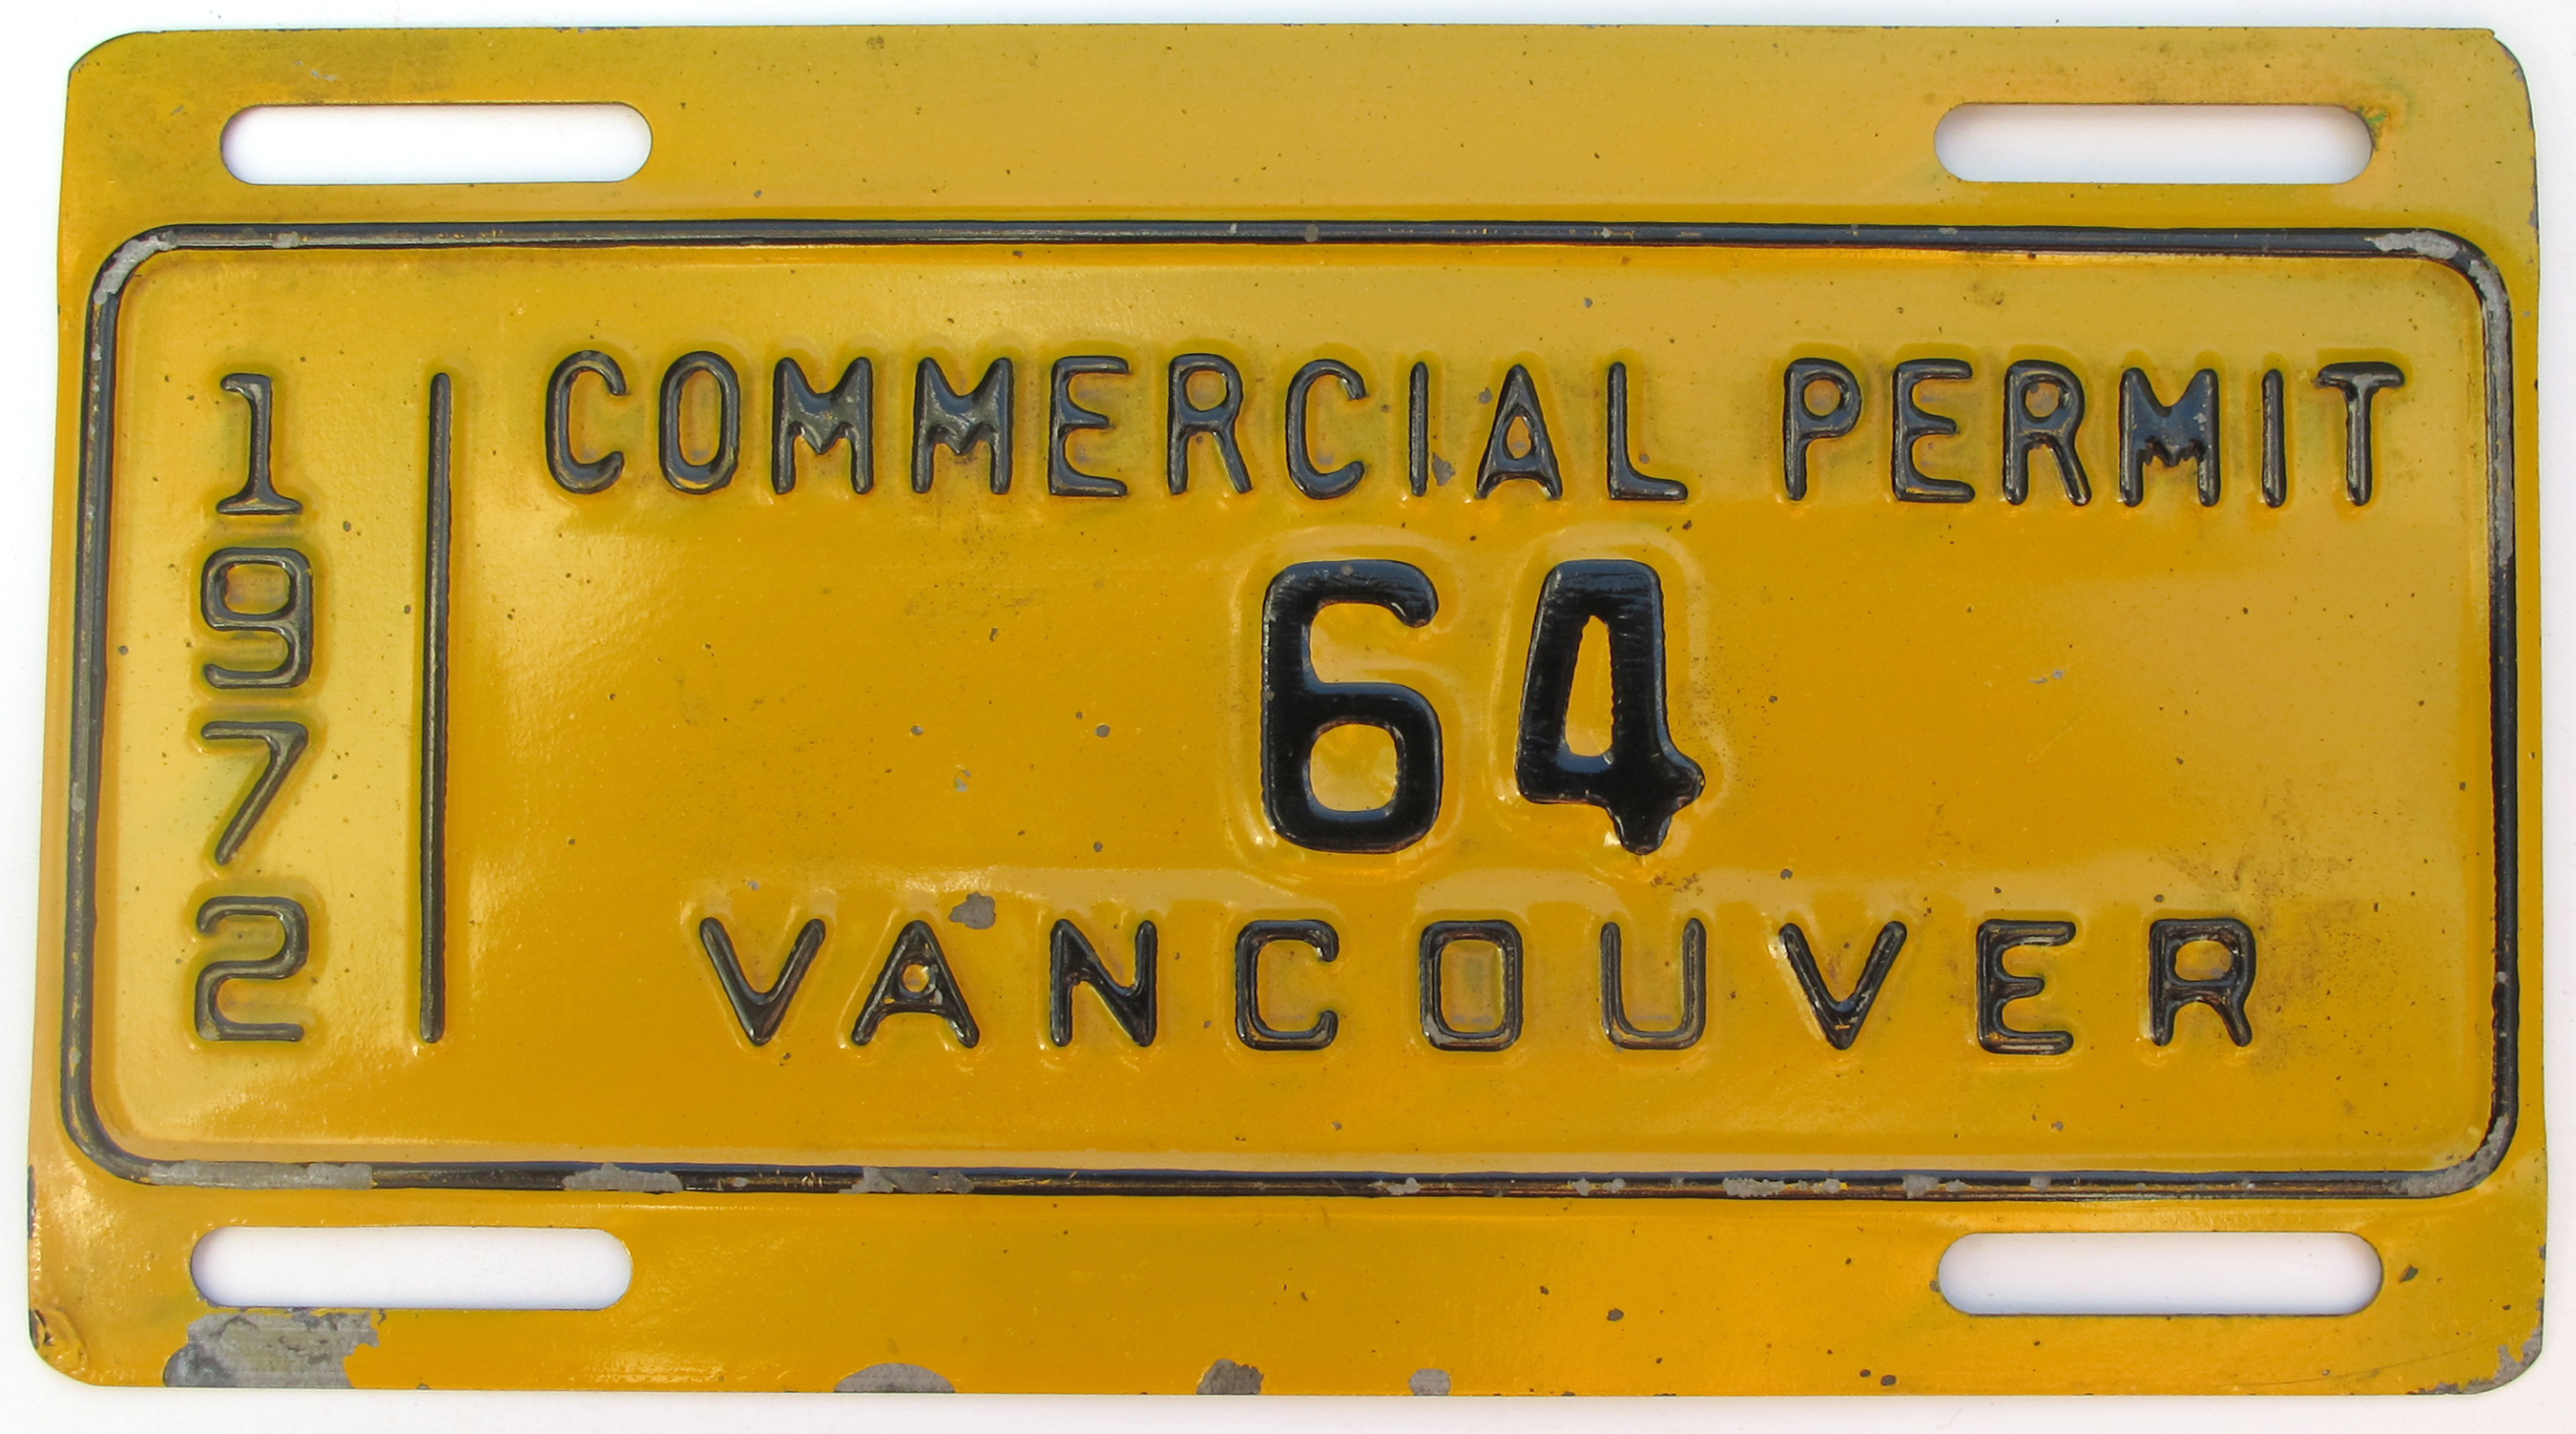 1972
COMMERCIAL PERMIT
64
VANCOUVER